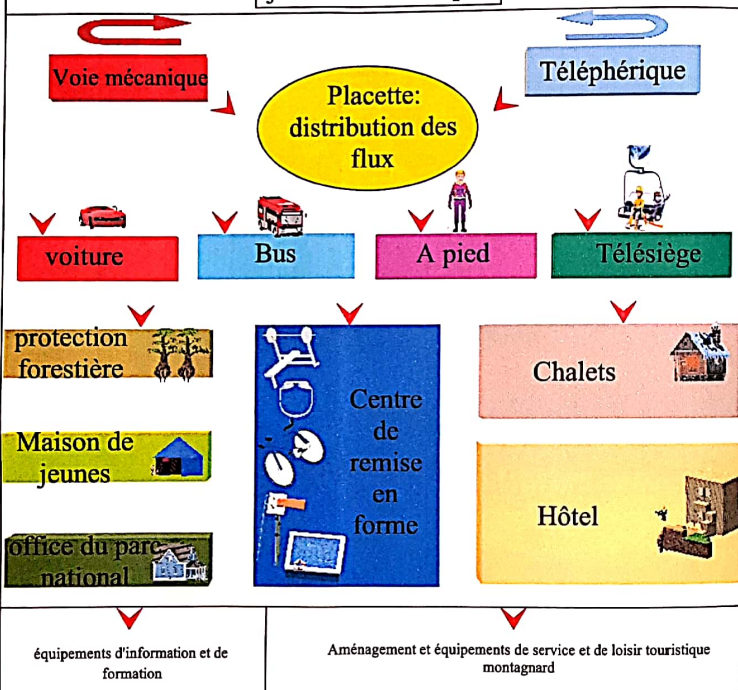 Voie mécanique
Téléphérique
Placette:
distribution des
flux
voiture
Bus
A pied
Télésiège
protection
forestière
Maison de
jeunes
office du parc
national
Centre
de
remise
en
forme
Chalets
Hôtel
équipements d'information et de
formation
Aménagement et équipements de service et de loisir touristique
montagnard